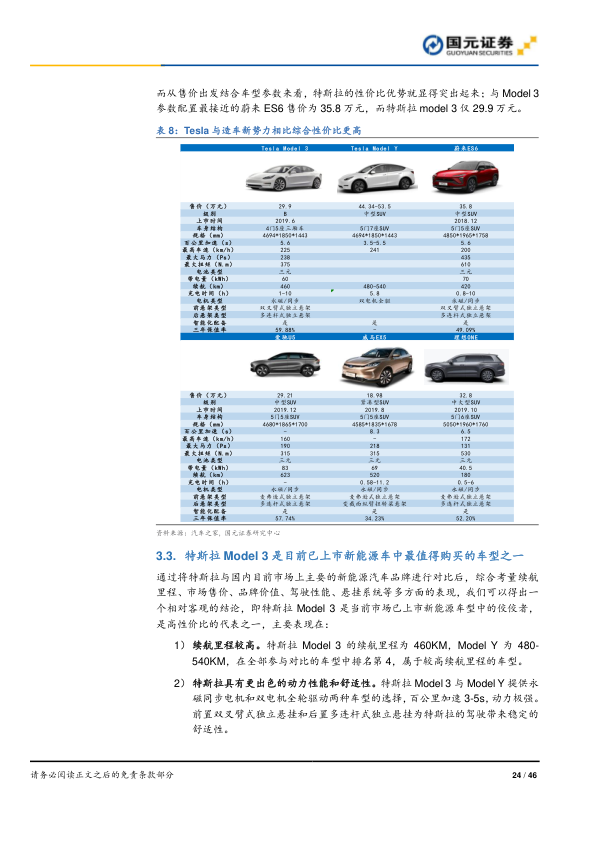 国元证券
GUOYUAN SECURITIES
而从售价出发结合车型参数来看，特斯拉的性价比优势就显得突出起来：与 Model 3
参数配置最接近的蔚来 ES6 售价为 35.8 万元，而特斯拉 model 3 仅 29.9 万元。
表 8：Tesla 与造车新势力相比综合性价比更高
Tesla Model 3 Tesla Model Y 蔚来ES6
售价（万元） 29.9 44.34-53.5 35.8
级别 B 中型SUV 中型SUV
上市时间 2019.6 2018.12
车身结构 4门5座三厢车 5门7座SUV 5门5座SUV
规格（mm） 4694*1850*1443 4694*1850*1443 4850*1965*1758
百公里加速（s） 5.6 3.5-5.5 5.6
最高车速（km/h） 225 241 200
最大马力（Ps） 238 435
最大扭矩（N.m） 375 610
电池类型 三元 三元
带电量（kWh） 60 70
续航（km） 460 480-540 420
充电时间（h） 1-10 5.8 0.8-10
电机类型 永磁/同步 双电机全驱 永磁/同步
前悬架类型 双叉臂式独立悬架 双叉臂式独立悬架
后悬架类型 多连杆式独立悬架 多连杆式独立悬架
智能化配备 是 是 是
三年保值率 59.88% - 49.09%
爱驰U5 威马EX5 理想ONE
售价（万元） 29.21 18.98 32.8
级别 中型SUV 紧凑型SUV 中大型SUV
上市时间 2019.12 2019.8 2019.10
车身结构 5门5座SUV 5门5座SUV 5门6座SUV
规格（mm） 4680*1865*1700 4585*1835*1678 5050*1960*1760
百公里加速（s） - 8.3 6.5
最高车速（km/h） 160 - 172
最大马力（Ps） 190 218 131
最大扭矩（N.m） 315 315 530
电池类型 三元 三元 三元
带电量（kWh） 83 69 40.5
续航（km） 623 520 180
充电时间（h） - 0.58-11.2 0.5-6
电机类型 永磁/同步 永磁/同步 永磁/同步
前悬架类型 麦弗逊式独立悬架 麦弗逊式独立悬架 麦弗逊式独立悬架
后悬架类型 多连杆式独立悬架 变截面纵臂扭转梁悬架 多连杆式独立悬架
智能化配备 是 是 是
三年保值率 57.74% 34.23% 52.20%
资料来源：汽车之家，国元证券研究中心
3.3. 特斯拉 Model 3 是目前已上市新能源车中最值得购买的车型之一
通过将特斯拉与国内目前市场上主要的新能源汽车品牌进行对比后，综合考量续航
里程、市场售价、品牌价值、驾驶性能、悬挂系统等多方面的表现，我们可以得出一
个相对客观的结论，即特斯拉 Model 3 是当前市场已上市新能源车型中的佼佼者，
是高性价比的代表之一，主要表现在：
1） 续航里程较高。特斯拉 Model 3 的续航里程为 460KM，Model Y 为 480-
540KM，在全部参与对比的车型中排名第 4，属于较高续航里程的车型。
2） 特斯拉具有更出色的动力性能和舒适性。特斯拉 Model 3 与 Model Y 提供永
磁同步电机和双电机全轮驱动两种车型的选择，百公里加速 3-5s，动力极强。
前置双叉臂式独立悬挂和后置多连杆式独立悬挂为特斯拉的驾驶带来稳定的
舒适性。
请务必阅读正文之后的免责条款部分
24 / 46